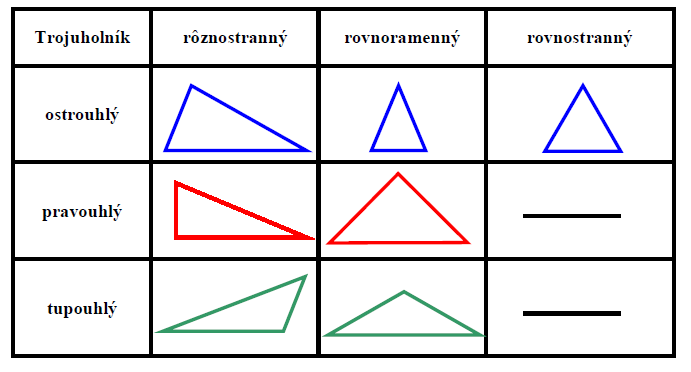 Trojuholník rôznostranný rovnoramenný rovnostranný
ostrouhlý
pravouhlý
tupouhlý